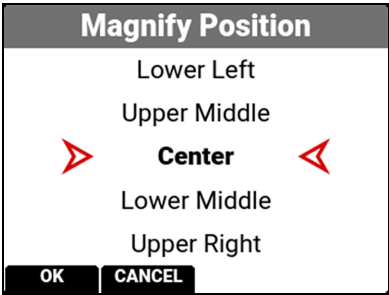 Magnify Position
Lower Left
Upper Middle
Center
Lower Middle
Upper Right
OK CANCEL